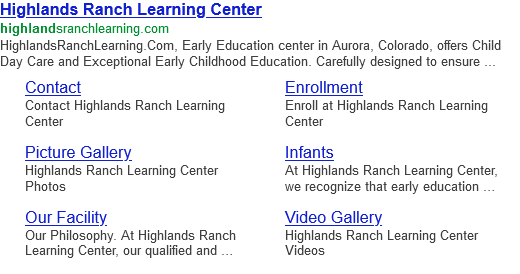 Highlands Ranch Learning Center
highlandsranchlearning.com
HighlandsRanchLearning.Com, Early Education center in Aurora, Colorado, offers Child
Day Care and Exceptional Early Childhood Education. Carefully designed to ensure ...
Contact
Contact Highlands Ranch Learning
Center
Enrollment
Enroll at Highlands Ranch Learning
Center
Picture Gallery
Highlands Ranch Learning Center
Photos
Infants
At Highlands Ranch Learning Center,
we recognize that early education ...
Our Facility
Our Philosophy. At Highlands Ranch
Learning Center, our qualified and ...
Video Gallery
Highlands Ranch Learning Center
Videos